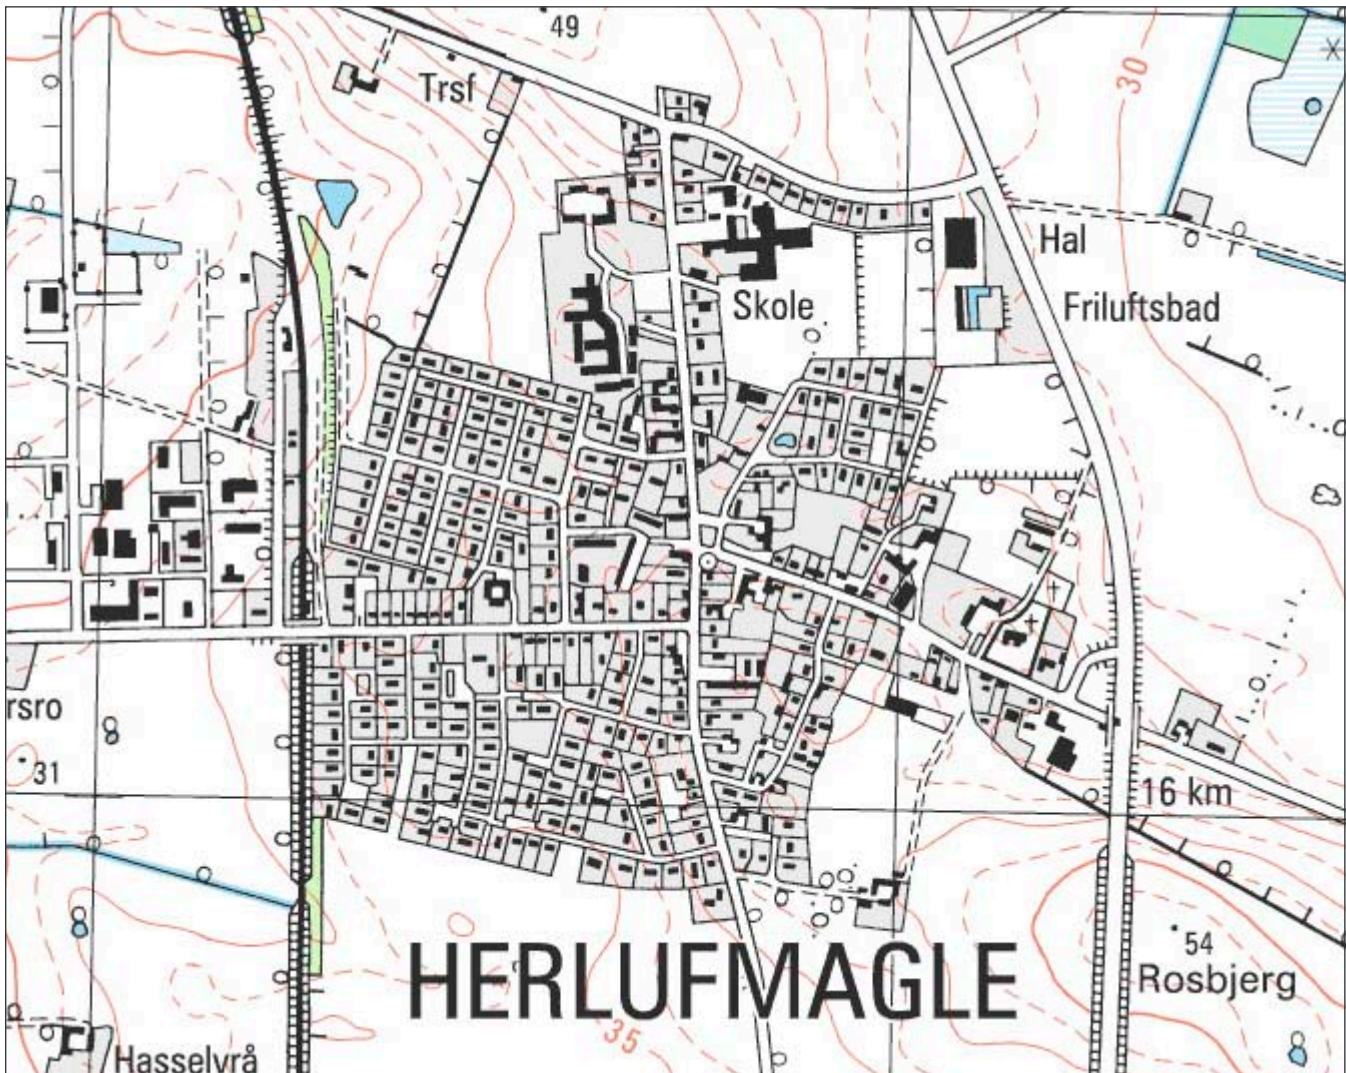 49
Trsf
30
Hal
Skole
Friluftsbad
rsro
31
16 km
54
Rosbjerg
HERLUFMAGLE
35
Hasselvrå